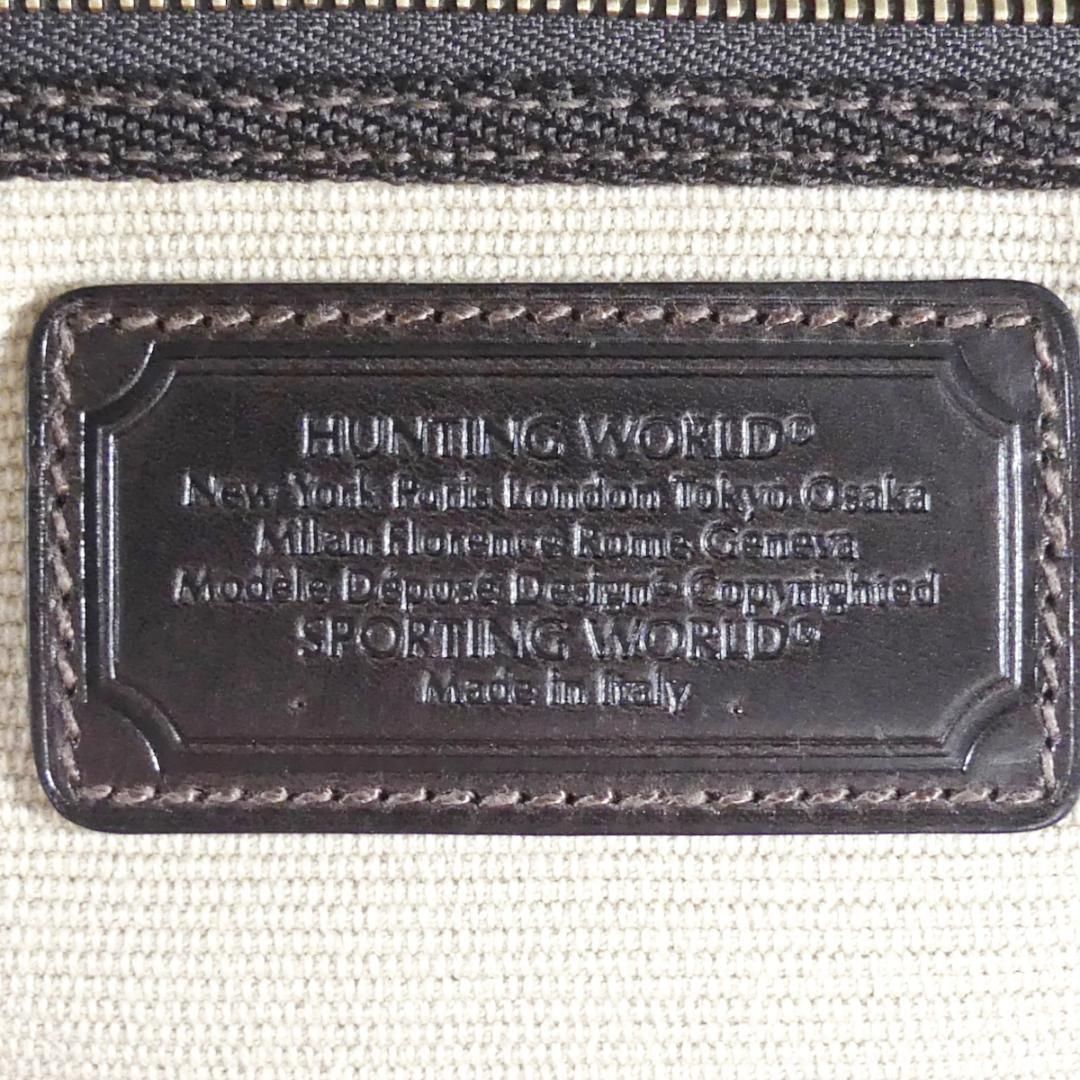 HUNTING WORLD®
New York Paris London Tokyo Osaka
Milan Florence Rome Geneva
Modèle Déposé Designs Copyrighted
SPORTING WORLD®
Made in Italy